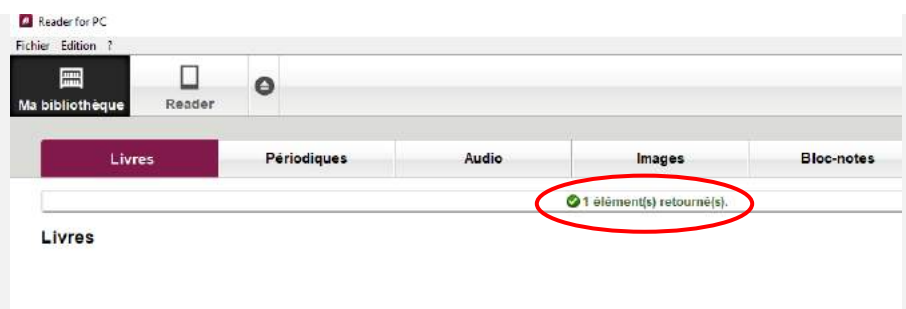 Reader for PC
Fichier Edition ?
Ma bibliothèque Reader
Livres Périodiques Audio Images Bloc-notes
1 élément(s) retourné(s).
Livres